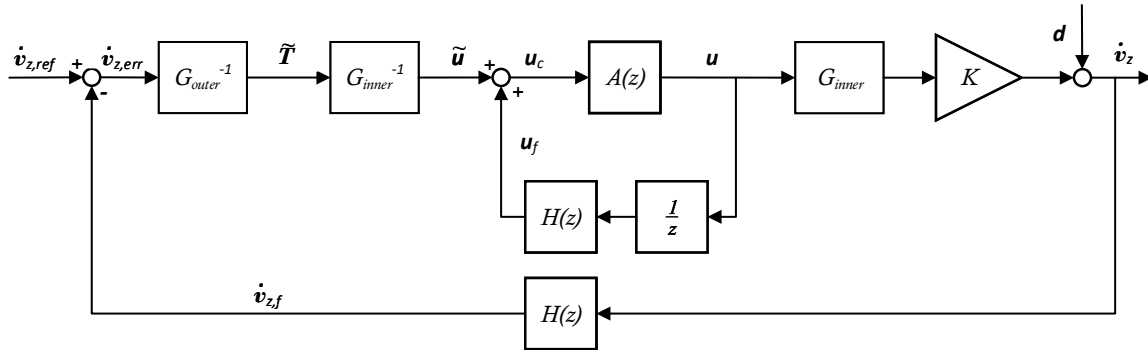 d
v̇z,ref
+
v̇z,err
-
Gouter⁻¹
T̃
Ginner⁻¹
ũ
+
+
uc
A(z)
u
Ginner
K
v̇z
uf
H(z)
1
z
v̇z,f
H(z)